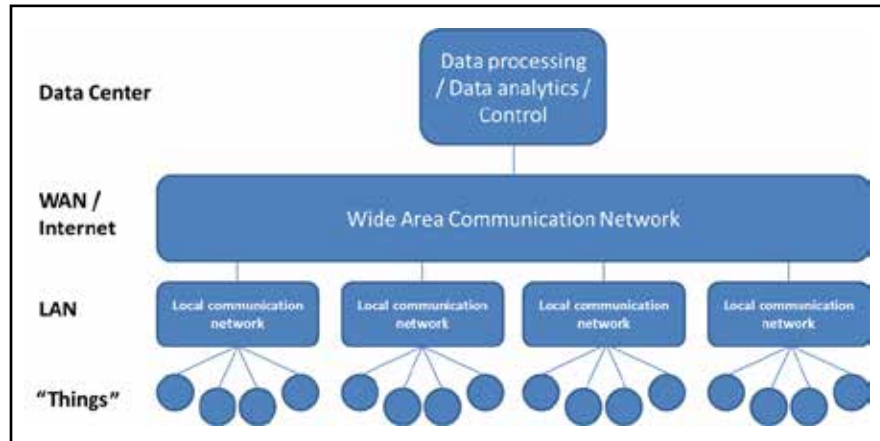 Data Center
Data processing
/ Data analytics /
Control
WAN /
Internet
Wide Area Communication Network
LAN
Local communication
network
Local communication
network
Local communication
network
Local communication
network
“Things”